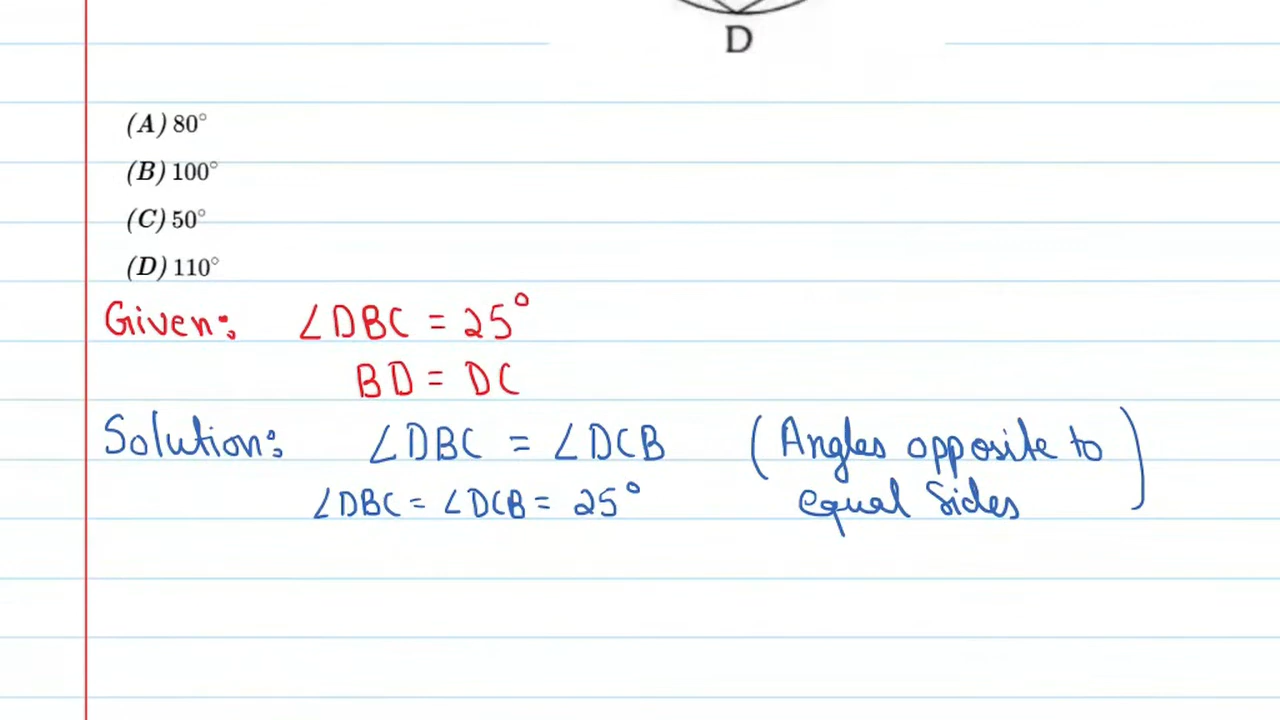 D
(A) 80°
(B) 100°
(C) 50°
(D) 110°
Given: ∠DBC = 25°
BD = DC
Solution: ∠DBC = ∠DCB (Angles opposite to
∠DBC = ∠DCB = 25° equal sides)